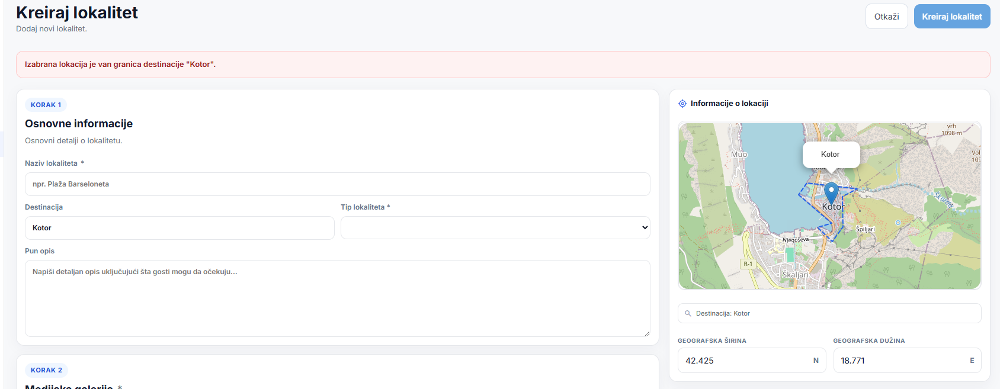 Kreiraj lokalitet
Dodaj novi lokalitet.
Otkaži
Kreiraj lokalitet
Izabrana lokacija je van granica destinacije "Kotor".
KORAK 1
Osnovne informacije
Osnovni detalji o lokalitetu.
Naziv lokaliteta *
npr. Plaža Barseloneta
Destinacija
Tip lokaliteta *
Kotor
Pun opis
Napiši detaljan opis uključujući šta gosti mogu da očekuju...
KORAK 2
Medijska galerija *
Informacije o lokaciji
vrh
1098 m
Muo
Kotor
Vol
109
Škurda
Kotor
Špiljari
Njegoševa
R-1
Škaljari
Destinacija: Kotor
GEOGRAFSKA ŠIRINA
GEOGRAFSKA DUŽINA
42.425 N
18.771 E